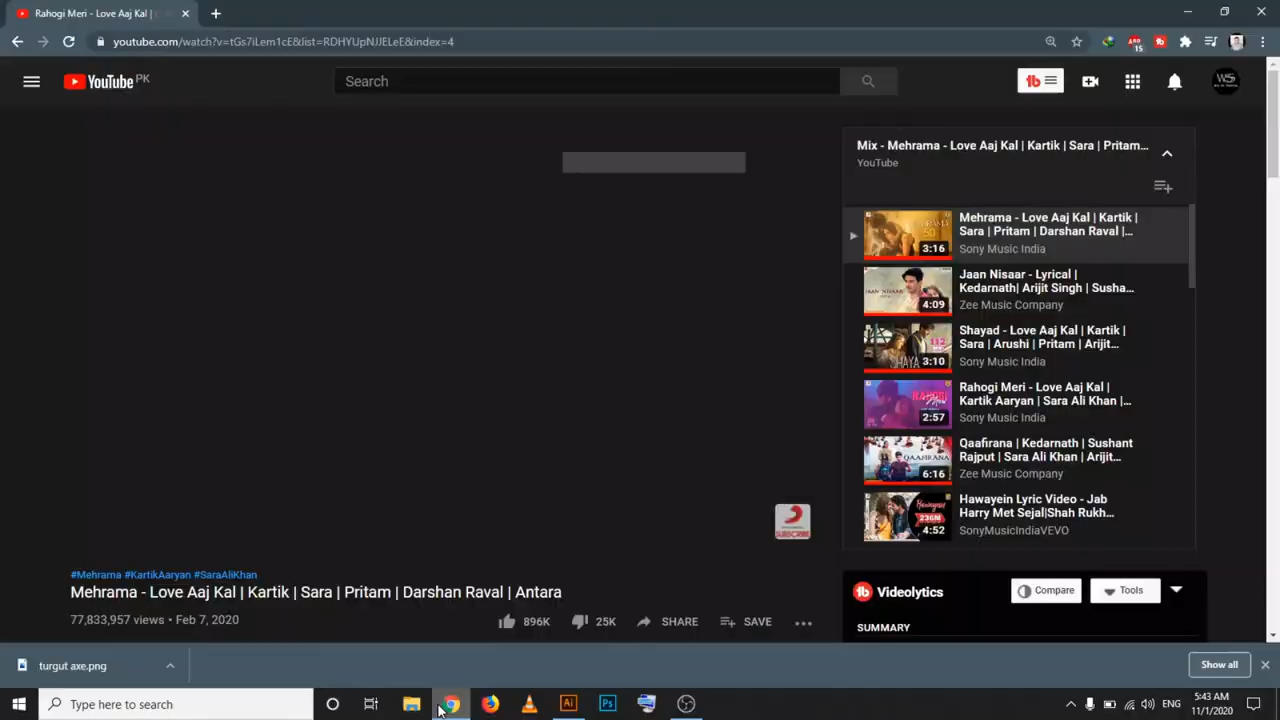 Rahogi Meri - Love Aaj Kal |
youtube.com/watch?v=tGs7iLem1cE&list=RDHYUpNJJELeE&index=4
15
YouTube PK
Search
WS
Mix - Mehrama - Love Aaj Kal | Kartik | Sara | Pritam...
YouTube
Mehrama - Love Aaj Kal | Kartik |
Sara | Pritam | Darshan Raval |...
3:16
Sony Music India
Jaan Nisaar - Lyrical |
Kedarnath| Arijit Singh | Susha...
4:09
Zee Music Company
Shayad - Love Aaj Kal | Kartik |
Sara | Arushi | Pritam | Arijit...
3:10
Sony Music India
Rahogi Meri - Love Aaj Kal |
Kartik Aaryan | Sara Ali Khan |...
2:57
Sony Music India
Qaafirana | Kedarnath | Sushant
Rajput | Sara Ali Khan | Arijit...
QAAFIRANA
6:16
Zee Music Company
Hawayein Lyric Video - Jab
Harry Met Sejal|Shah Rukh...
4:52
SonyMusicIndiaVEVO
SUBSCRIBE
#Mehrama #KartikAaryan #SaraAliKhan
Mehrama - Love Aaj Kal | Kartik | Sara | Pritam | Darshan Raval | Antara
77,833,957 views • Feb 7, 2020
896K
25K
SHARE
SAVE
Videolytics
Compare
Tools
SUMMARY
turgut axe.png
Show all
Type here to search
Ai
Ps
ENG
5:43 AM
11/1/2020